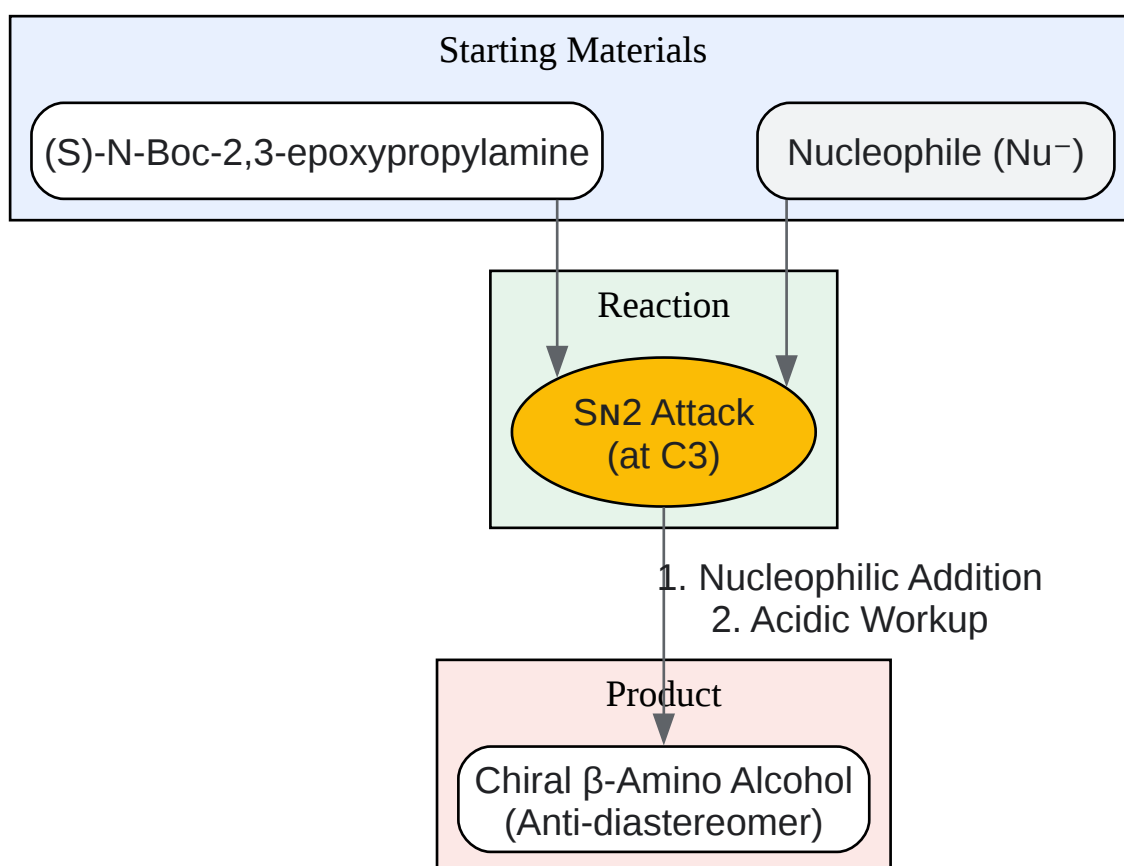 Starting Materials
(S)-N-Boc-2,3-epoxypropylamine
Nucleophile (Nu⁻)
Reaction
Sɴ2 Attack
(at C3)
1. Nucleophilic Addition
2. Acidic Workup
Product
Chiral β-Amino Alcohol
(Anti-diastereomer)